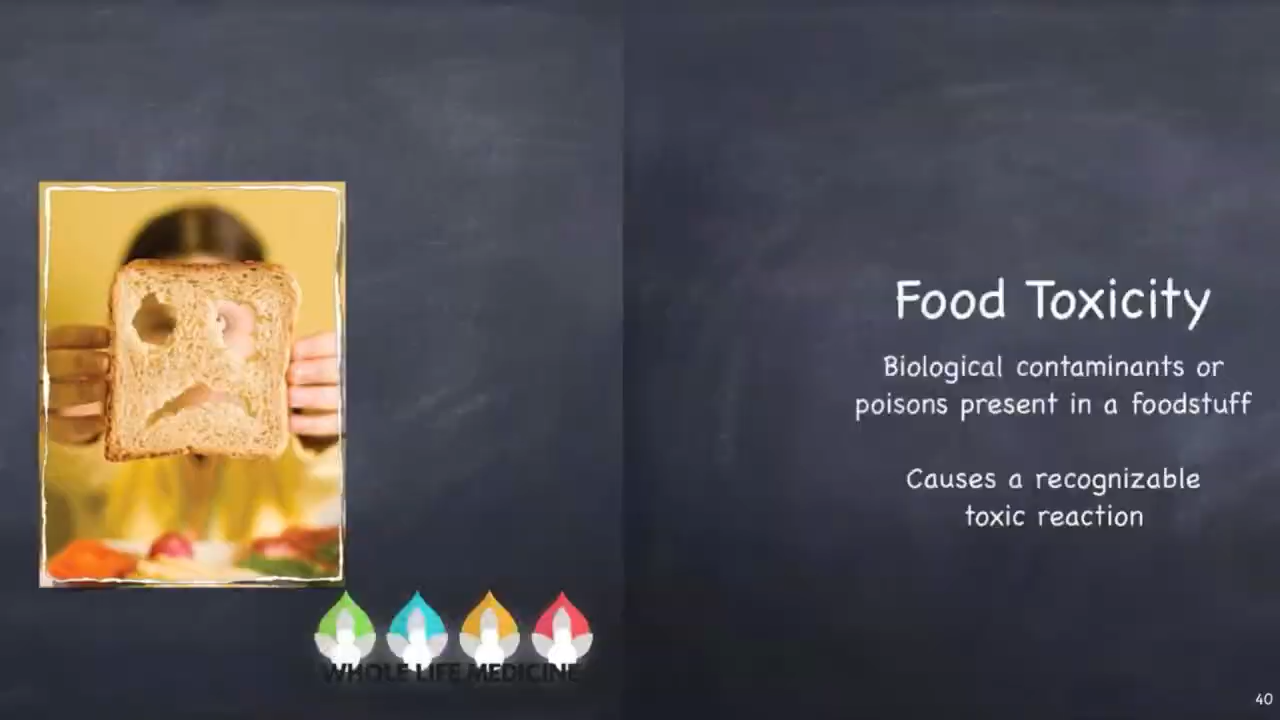 Food Toxicity
Biological contaminants or
poisons present in a foodstuff
Causes a recognizable
toxic reaction
WHOLE LIFE MEDICINE
40